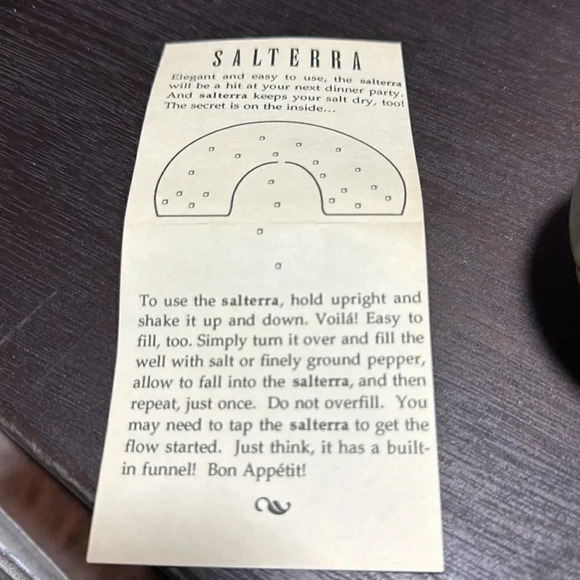 SALTERRA
Elegant and easy to use, the salterra
will be a hit at your next dinner party.
And salterra keeps your salt dry, too!
The secret is on the inside...
To use the salterra, hold upright and
shake it up and down. Voilá! Easy to
fill, too. Simply turn it over and fill the
well with salt or finely ground pepper,
allow to fall into the salterra, and then
repeat, just once. Do not overfill. You
may need to tap the salterra to get the
flow started. Just think, it has a built-
in funnel! Bon Appétit!